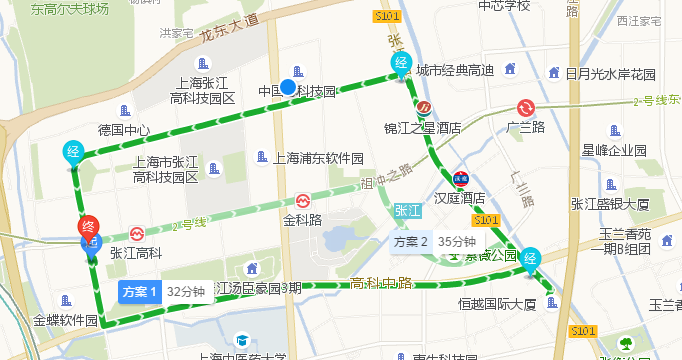 东高尔夫球场
洪家宅
龙东大道
S101
中芯学校
西汪家宅
张江
上海张江
高科技园区
中国
科技园
经
城市经典高迪
日月光水岸花园
2号线东
德国中心
锦江之星酒店
广兰路
星峰企业园
经
上海市张江
高科技园区
上海浦东软件园
祖冲之路
汉庭酒店
汉庭
广兰路
张江盛银大厦
张江
S101
终
2号线
金科路
张江高科
方案 2 35分钟
紫薇公园
经
玉兰香苑
一期B组团
方案 1 32分钟
江汤臣豪园3期
高科中路
恒越国际大厦
玉兰香
金蝶软件园
S101
上海中医药大学